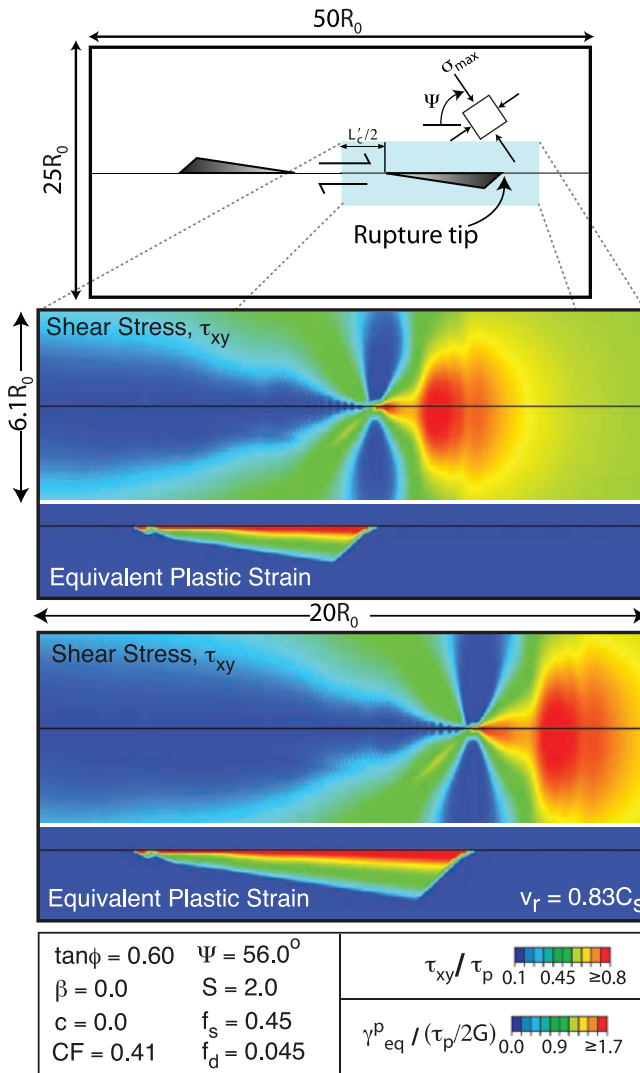 50R₀
25R₀
σmax
Ψ
L′c/2
Rupture tip
Shear Stress, τxy
6.1R₀
Equivalent Plastic Strain
20R₀
Shear Stress, τxy
Equivalent Plastic Strain
vr = 0.83Cs
tanϕ = 0.60 Ψ = 56.0°
β = 0.0 S = 2.0
c = 0.0 fs = 0.45
CF = 0.41 fd = 0.045
τxy / τp
0.1 0.45 ≥0.8
γᵖeq / (τp/2G)
0.0 0.9 ≥1.7